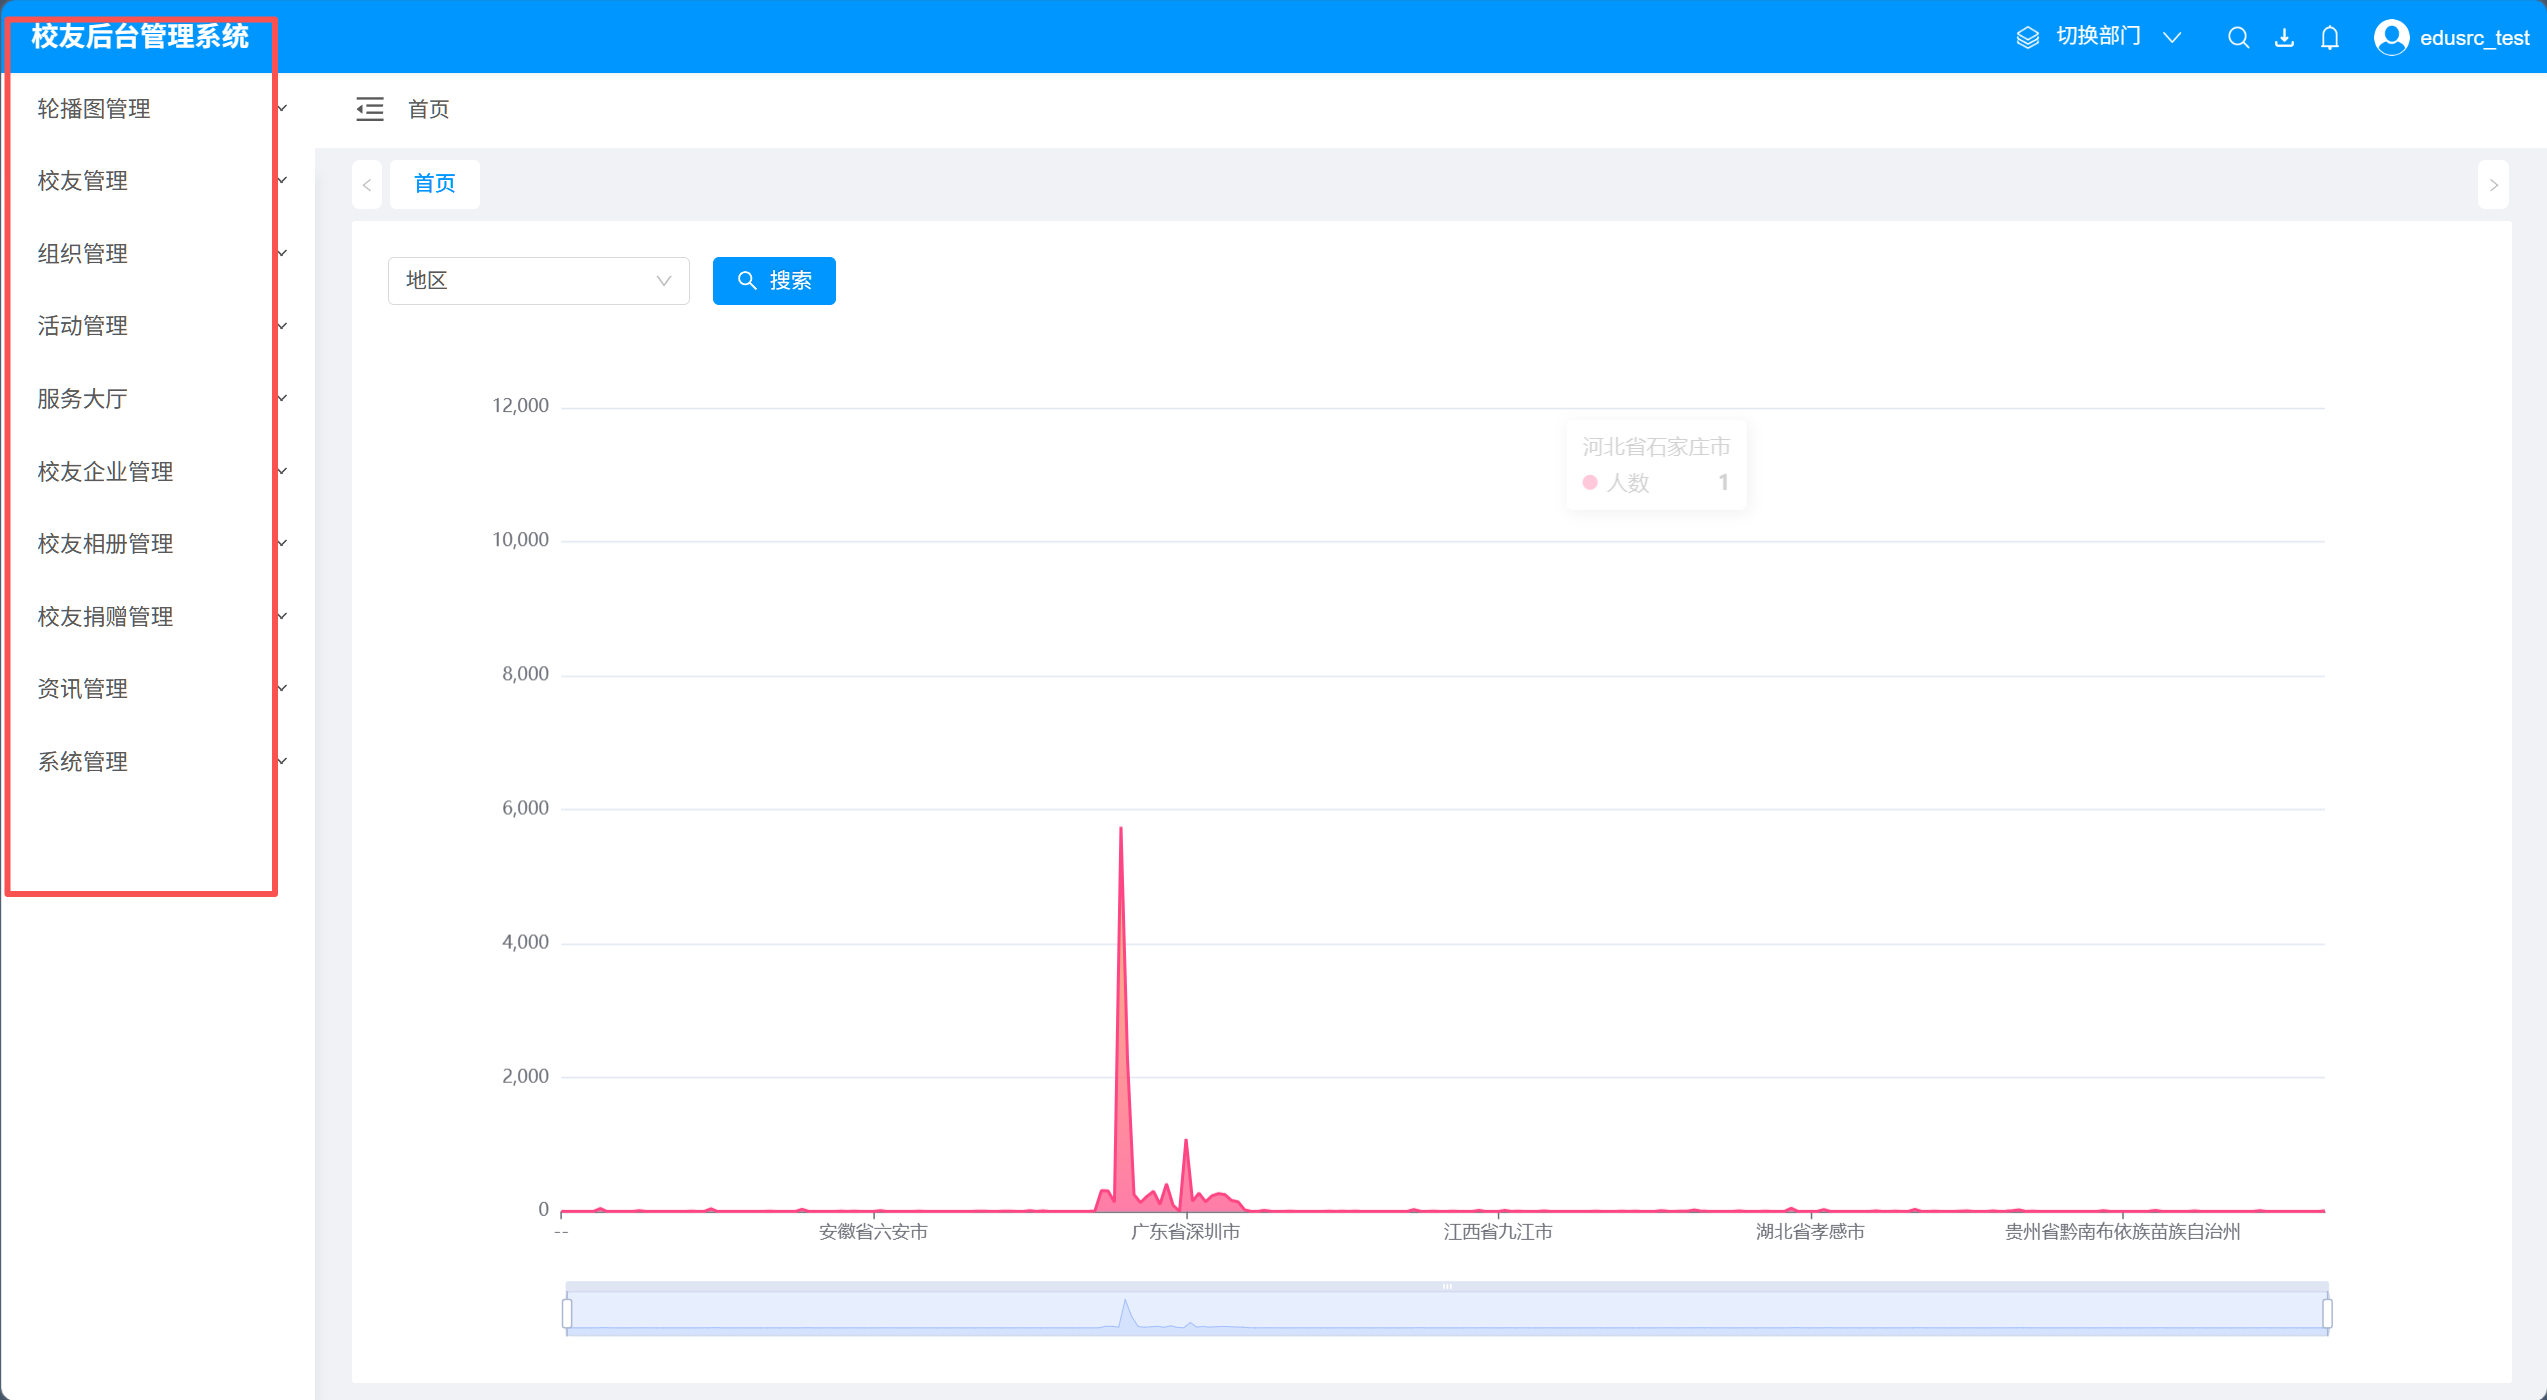 校友后台管理系统
切换部门
edusrc_test
轮播图管理
校友管理
组织管理
活动管理
服务大厅
校友企业管理
校友相册管理
校友捐赠管理
资讯管理
系统管理
首页
首页
地区
搜索
12,000
10,000
8,000
6,000
4,000
2,000
0
河北省石家庄市
人数 1
--
安徽省六安市
广东省深圳市
江西省九江市
湖北省孝感市
贵州省黔南布依族苗族自治州